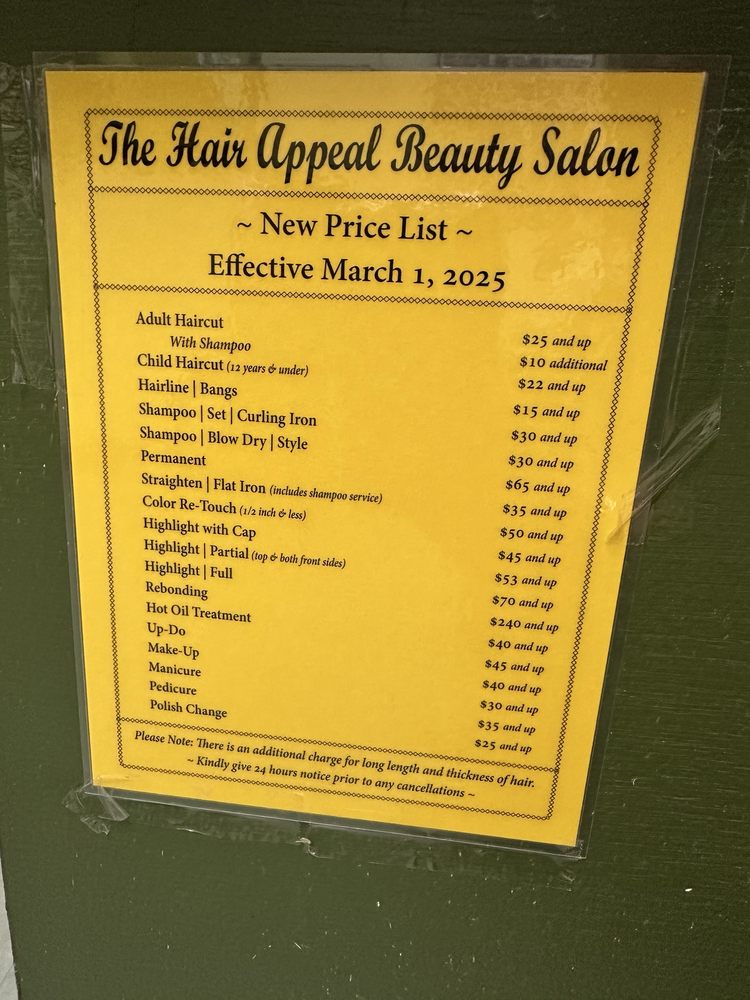 The Hair Appeal Beauty Salon
~ New Price List ~
Effective March 1, 2025
Adult Haircut $25 and up
With Shampoo $10 additional
Child Haircut (12 years & under) $22 and up
Hairline | Bangs $15 and up
Shampoo | Set | Curling Iron $30 and up
Shampoo | Blow Dry | Style $30 and up
Permanent $65 and up
Straighten | Flat Iron (includes shampoo service) $35 and up
Color Re-Touch (1/2 inch & less) $50 and up
Highlight with Cap $45 and up
Highlight | Partial (top & both front sides) $53 and up
Highlight | Full $70 and up
Rebonding $240 and up
Hot Oil Treatment $40 and up
Up-Do $45 and up
Make-Up $40 and up
Manicure $30 and up
Pedicure $35 and up
Polish Change $25 and up
Please Note: There is an additional charge for long length and thickness of hair.
~ Kindly give 24 hours notice prior to any cancellations ~